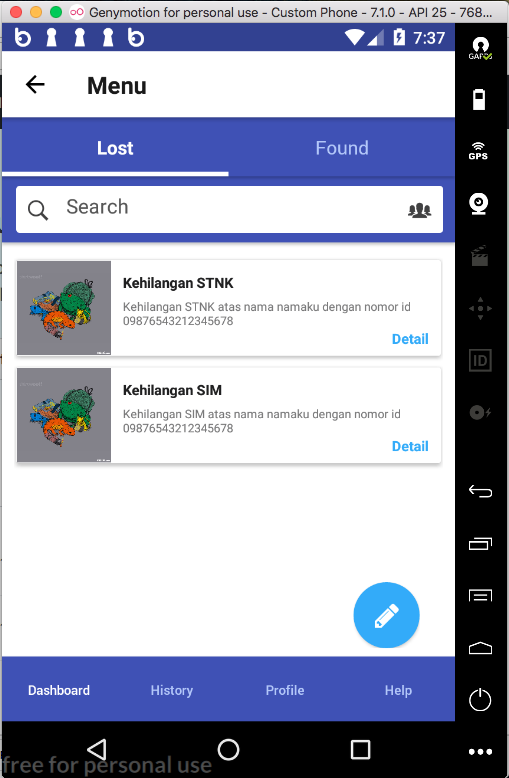 Genymotion for personal use - Custom Phone - 7.1.0 - API 25 - 768...
7:37
Menu
Lost
Found
Search
Kehilangan STNK
Kehilangan STNK atas nama namaku dengan nomor id
09876543212345678
Detail
Kehilangan SIM
Kehilangan SIM atas nama namaku dengan nomor id
09876543212345678
Detail
Dashboard
History
Profile
Help
free for personal use
GPS
ID